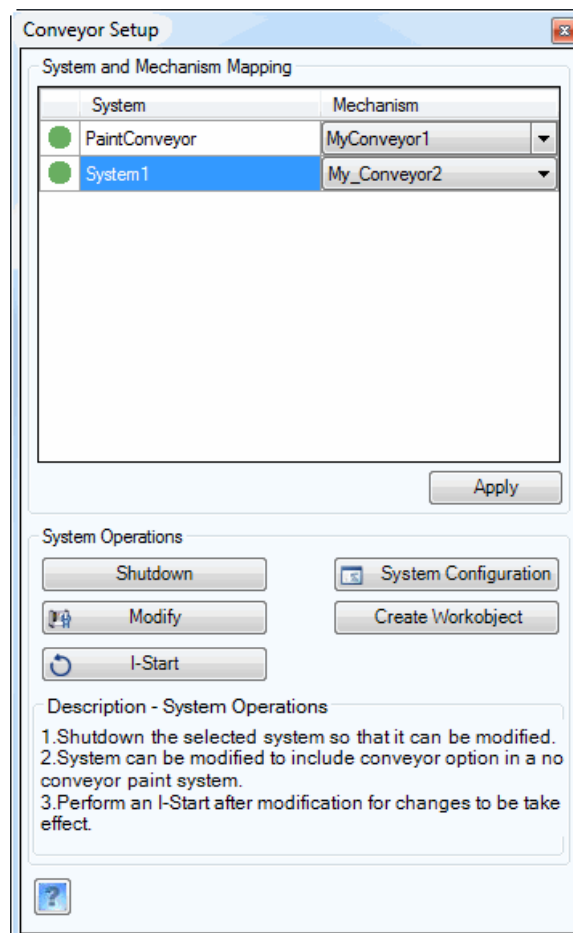 Conveyor Setup
System and Mechanism Mapping
System Mechanism
PaintConveyor MyConveyor1
System1 My_Conveyor2
Apply
System Operations
Shutdown System Configuration
Modify Create Workobject
I-Start
Description - System Operations
1.Shutdown the selected system so that it can be modified.
2.System can be modified to include conveyor option in a no
conveyor paint system.
3.Perform an I-Start after modification for changes to be take
effect.
?